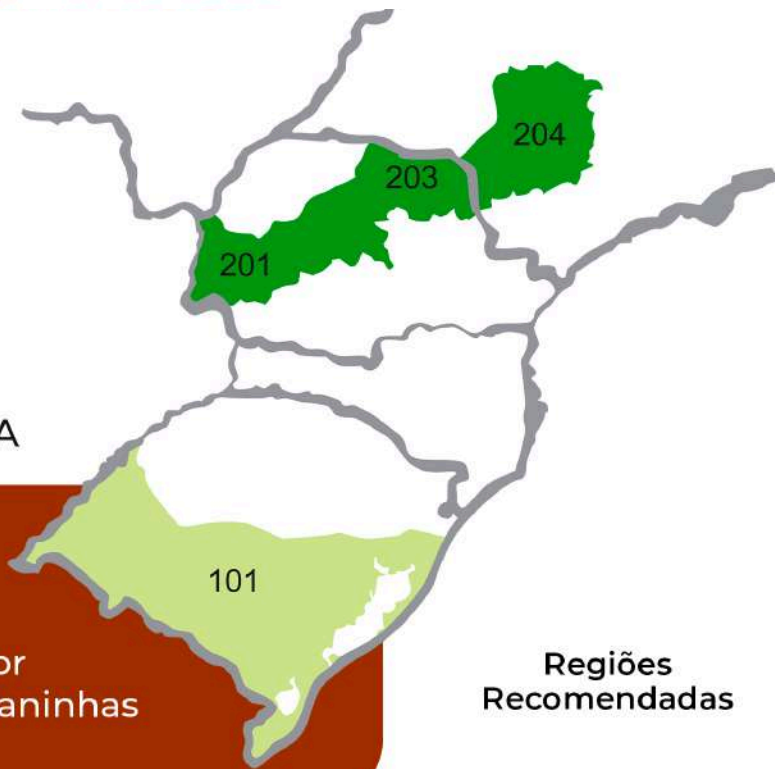 204
203
201
A
101
or
aninhas
Regiões
Recomendadas